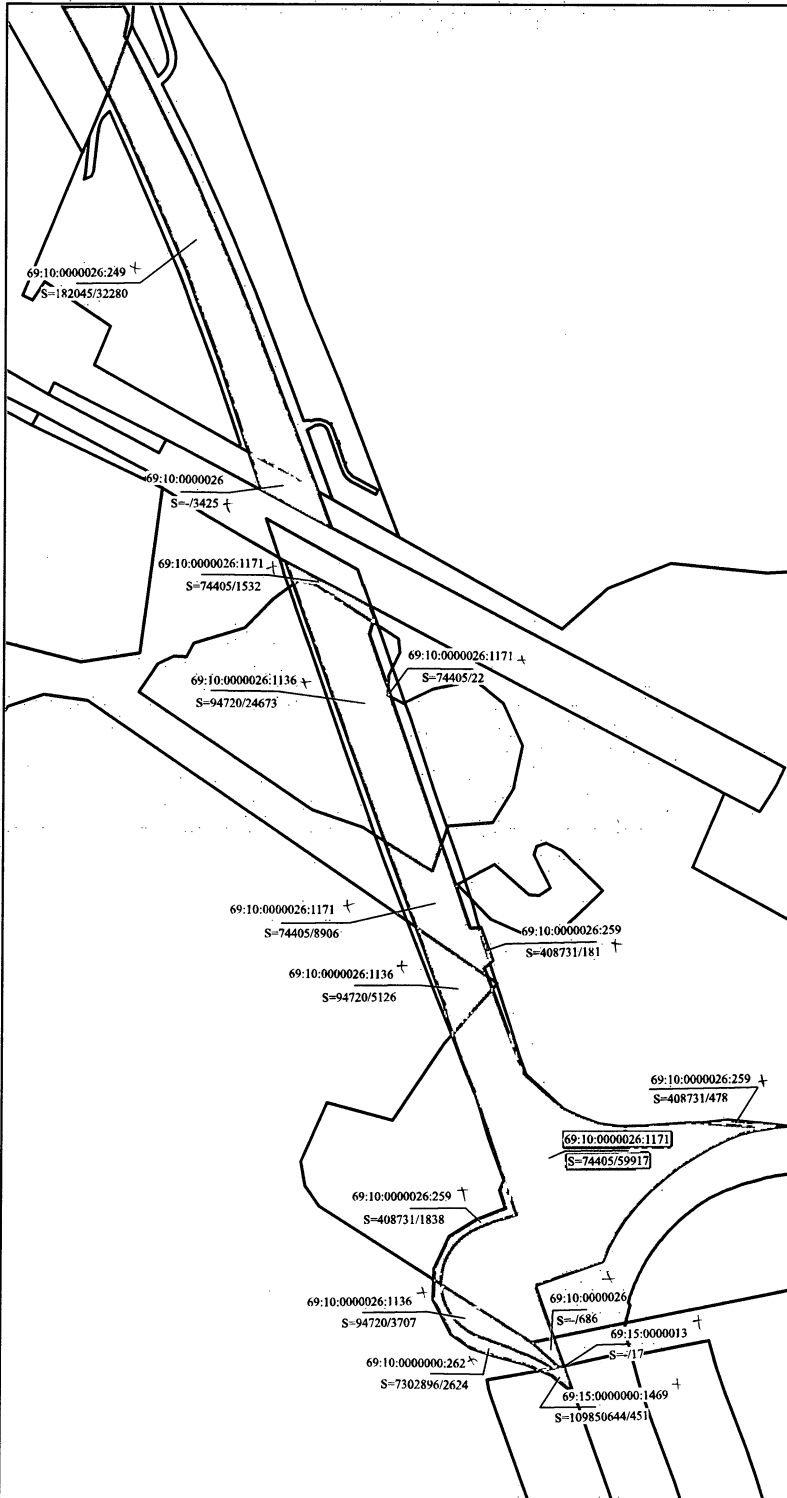 69:10:0000026:249
S=182045/32280
69:10:0000026
S=-/3425
69:10:0000026:1171
S=74405/1532
69:10:0000026:1171
S=74405/22
69:10:0000026:1136
S=94720/24673
69:10:0000026:1171
S=74405/8906
69:10:0000026:259
S=408731/181
69:10:0000026:1136
S=94720/5126
69:10:0000026:259
S=408731/478
69:10:0000026:1171
S=74405/59917
69:10:0000026:259
S=408731/1838
69:10:0000026:1136
S=94720/3707
69:10:0000026
S=-/686
69:15:0000013
S=-/17
69:10:0000000:262
S=7302896/2624
69:15:0000000:1469
S=109850644/451